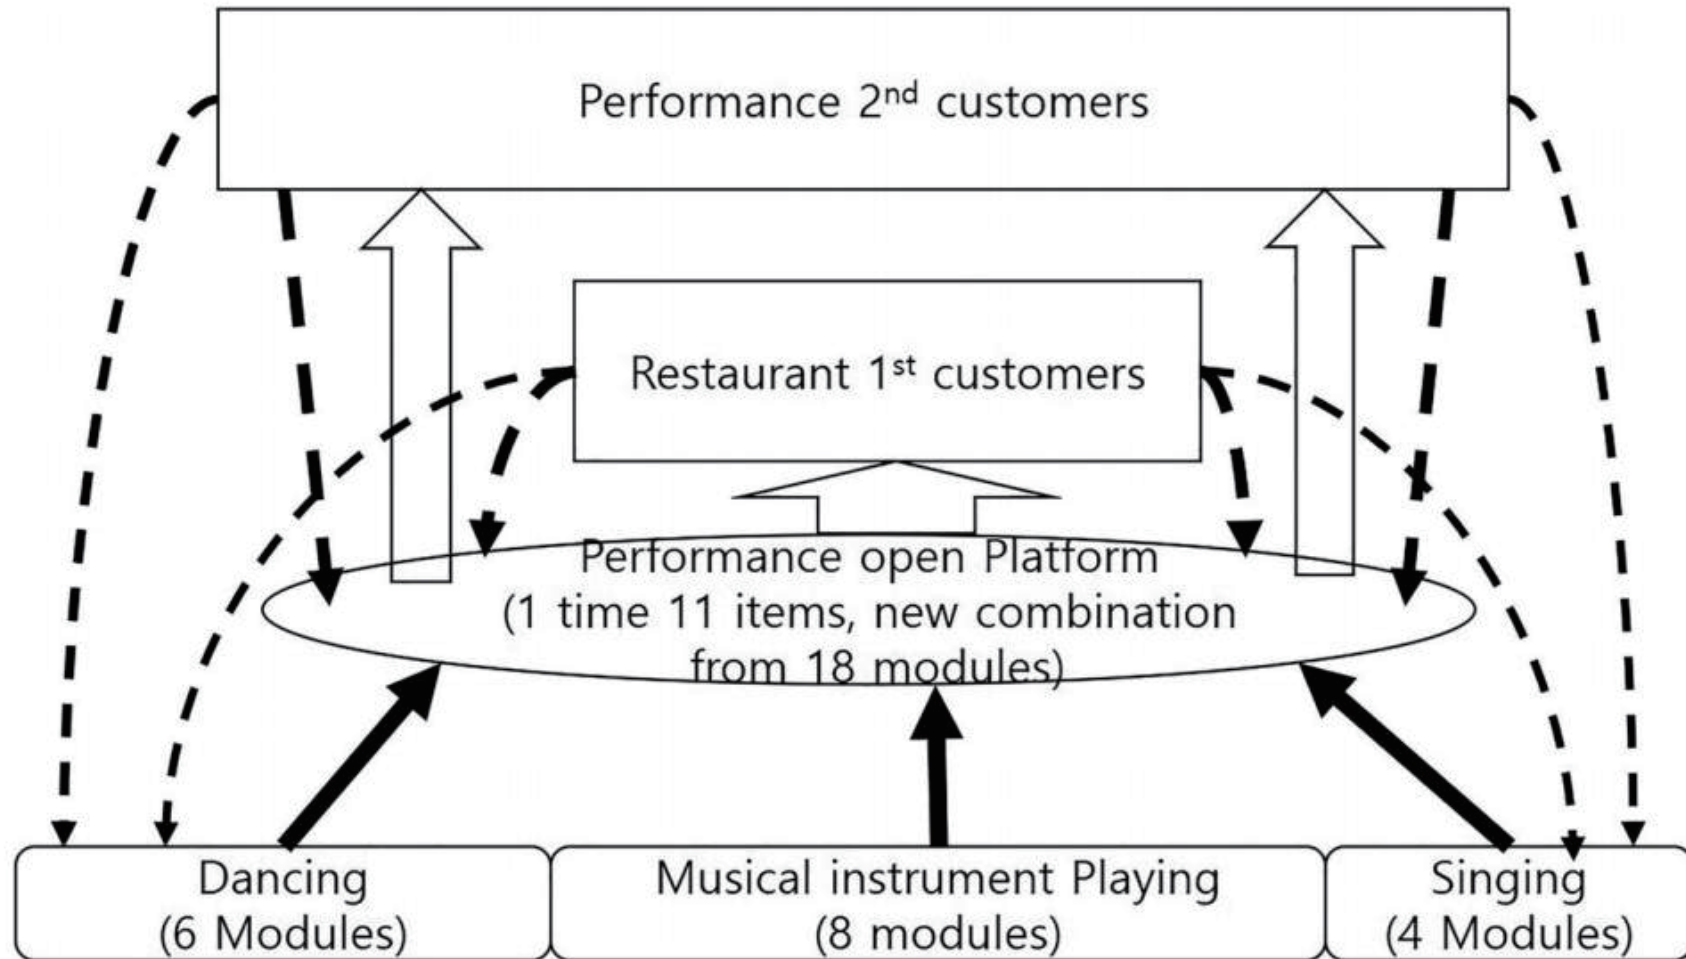 Performance 2nd customers
Restaurant 1st customers
Performance open Platform
(1 time 11 items, new combination
from 18 modules)
Dancing
(6 Modules)
Musical instrument Playing
(8 modules)
Singing
(4 Modules)